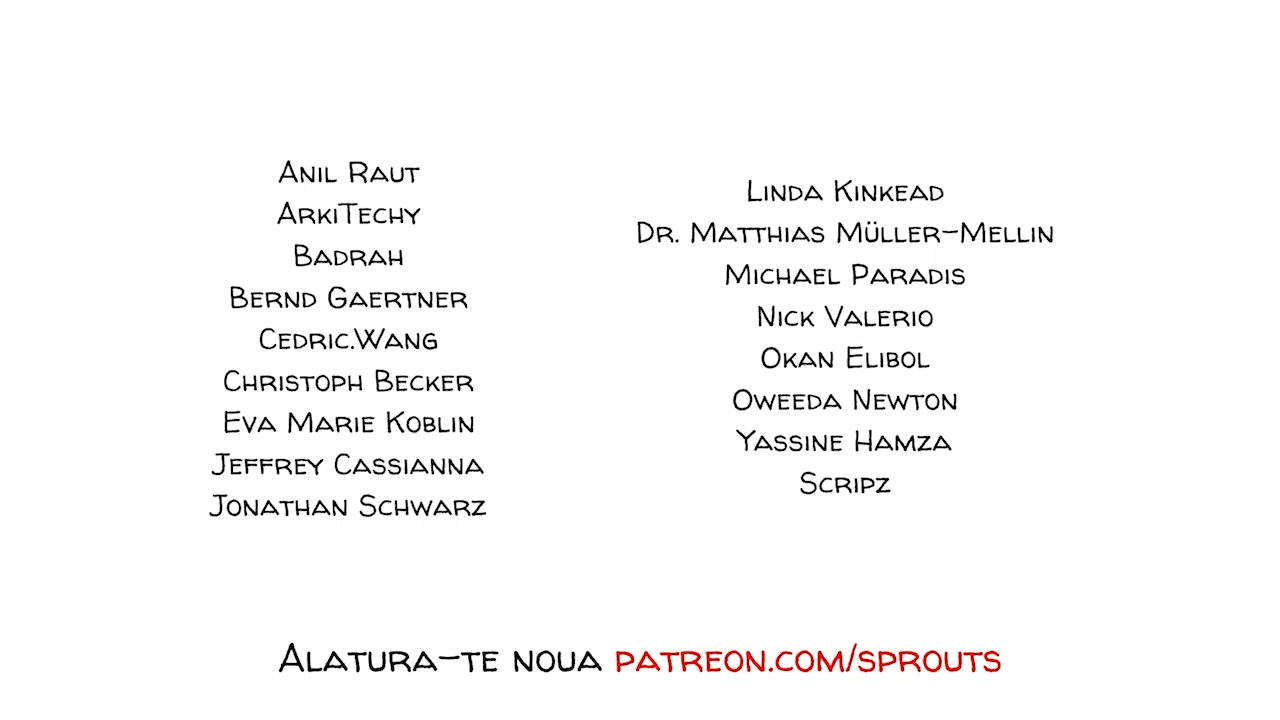 Anil Raut
ArkiTechy
Badrah
Bernd Gaertner
Cedric.Wang
Christoph Becker
Eva Marie Koblin
Jeffrey Cassianna
Jonathan Schwarz
Linda Kinkead
Dr. Matthias Müller-Mellin
Michael Paradis
Nick Valerio
Okan Elibol
Oweeda Newton
Yassine Hamza
Scripz
Alatura-te noua patreon.com/sprouts